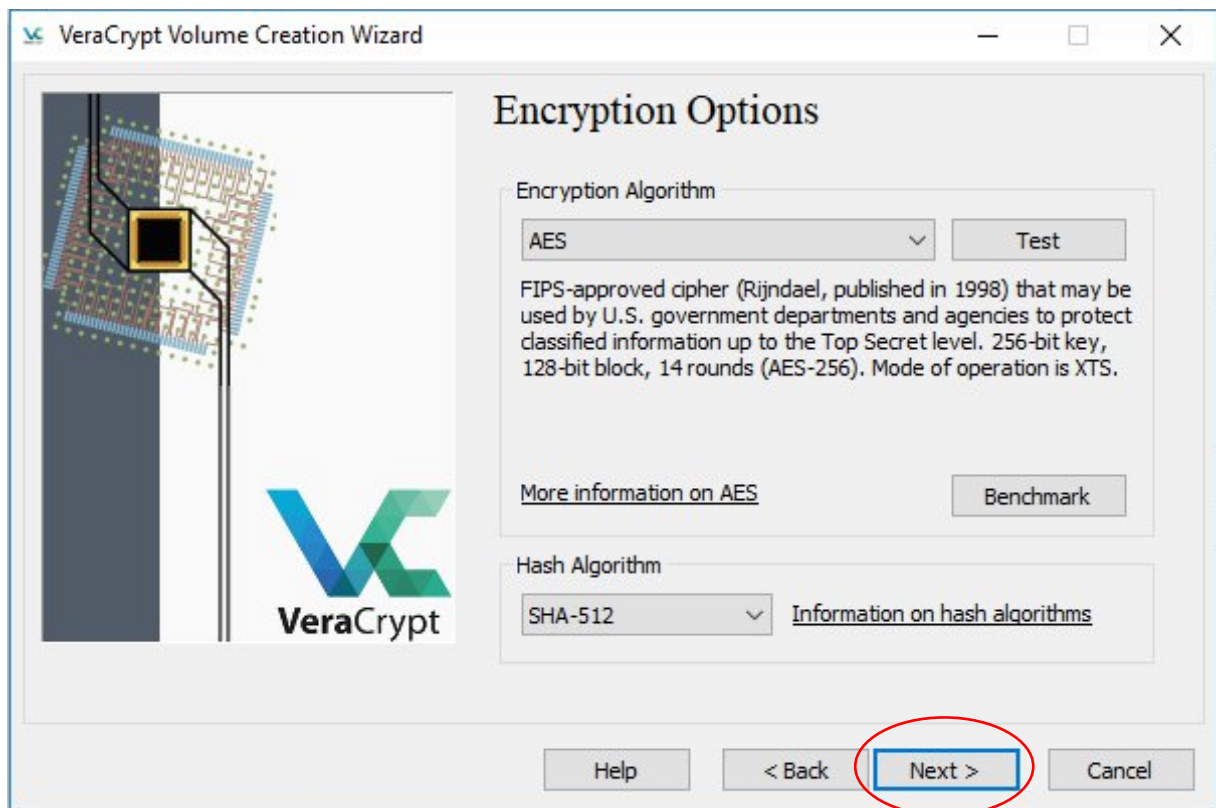 VeraCrypt Volume Creation Wizard
Encryption Options
Encryption Algorithm
AES
Test
FIPS-approved cipher (Rijndael, published in 1998) that may be
used by U.S. government departments and agencies to protect
classified information up to the Top Secret level. 256-bit key,
128-bit block, 14 rounds (AES-256). Mode of operation is XTS.
More information on AES
Benchmark
VeraCrypt
Hash Algorithm
SHA-512
Information on hash algorithms
Help
< Back
Next >
Cancel